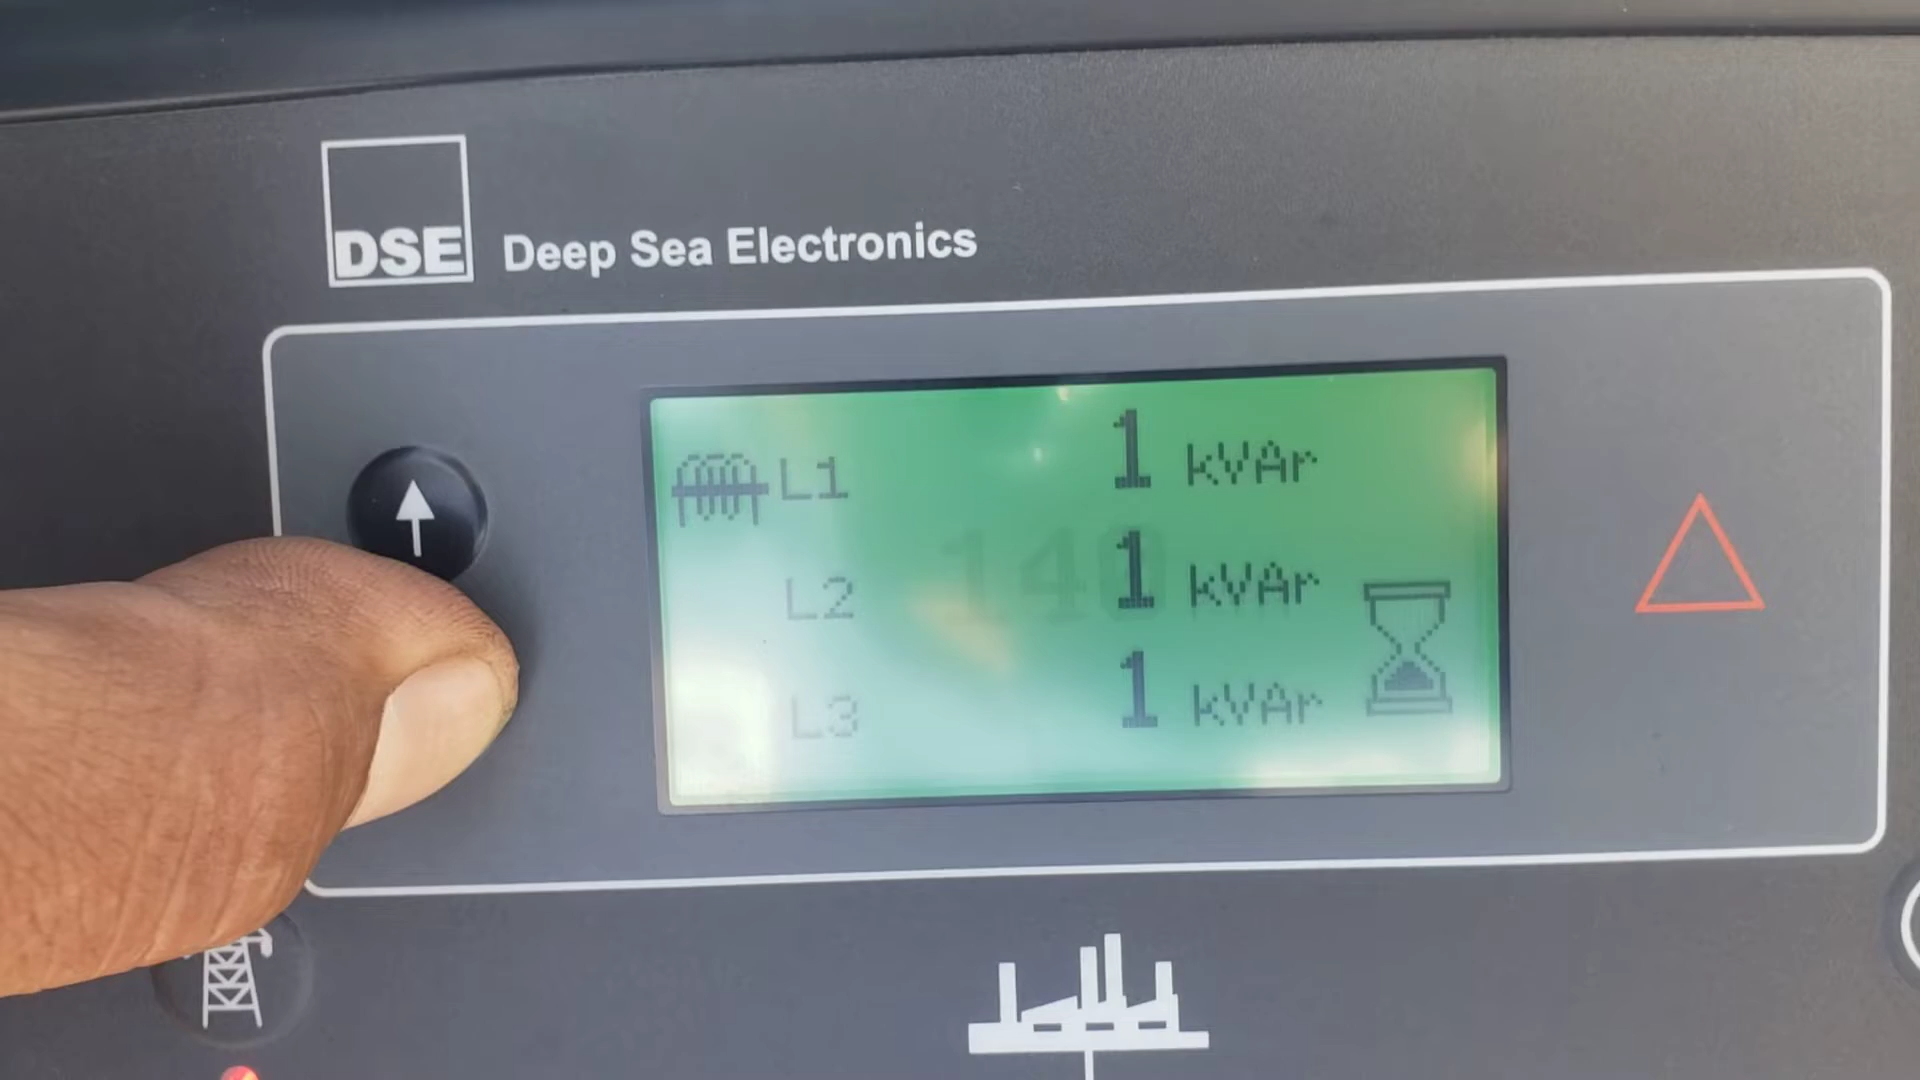 DSE Deep Sea Electronics
L1 1 kVAr
L2 1 kVAr
L3 1 kVAr